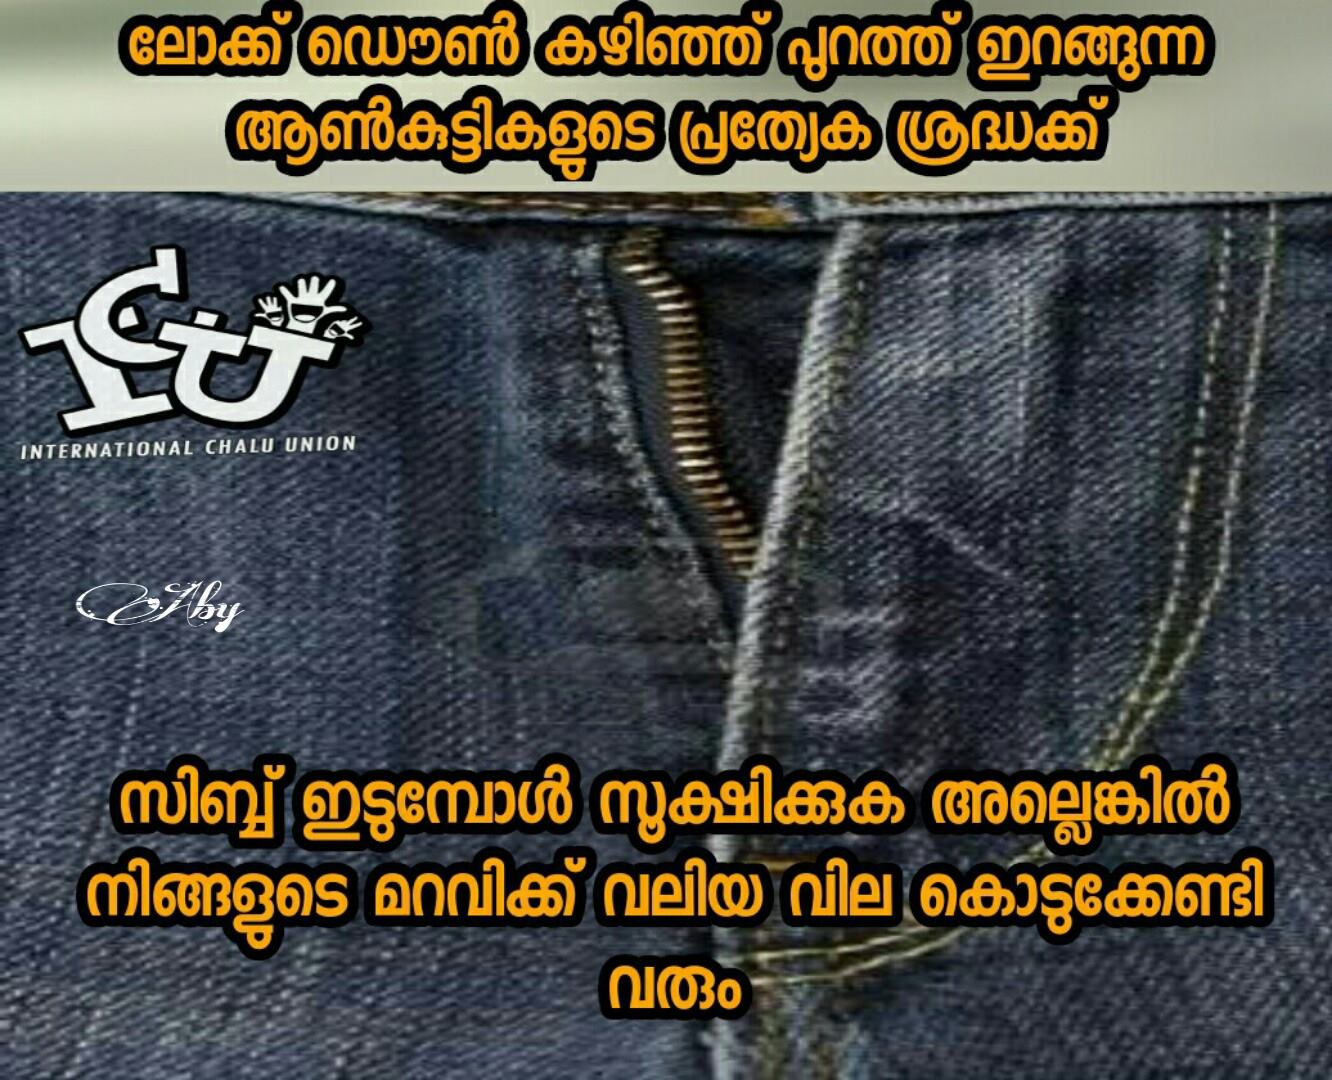 ലോക്ക് ഡൌൺ കഴിഞ്ഞ് പുറത്ത് ഇറങ്ങുന്ന
ആൺകുട്ടികളുടെ പ്രത്യേക ശ്രദ്ധക്ക്
ICU
INTERNATIONAL CHALU UNION
Aby
സിബ്ബ് ഇടുമ്പോൾ സൂക്ഷിക്കുക അല്ലെങ്കിൽ
നിങ്ങളുടെ മറവിക്ക് വലിയ വില കൊടുക്കേണ്ടി
വരും